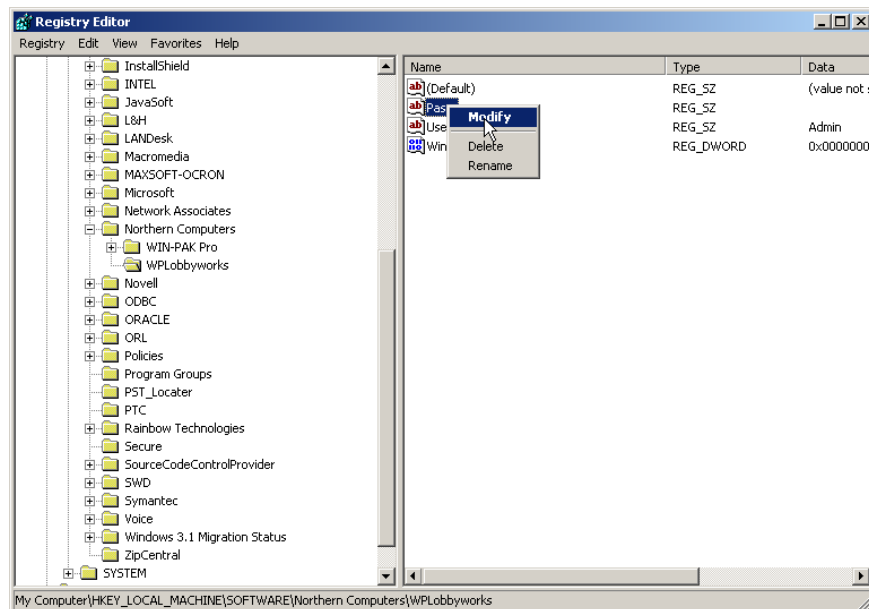 Registry Editor
Registry Edit View Favorites Help
InstallShield
INTEL
JavaSoft
L&H
LANDesk
Macromedia
MAXSOFT-OCRON
Microsoft
Network Associates
Northern Computers
WIN-PAK Pro
WPLobbyworks
Novell
ODBC
ORACLE
ORL
Policies
Program Groups
PST_Locater
PTC
Rainbow Technologies
Secure
SourceCodeControlProvider
SWD
Symantec
Voice
Windows 3.1 Migration Status
ZipCentral
SYSTEM
Name Type Data
(Default) REG_SZ (value not
Pas REG_SZ
Use REG_SZ Admin
Win REG_DWORD 0x0000000
Modify
Delete
Rename
My Computer\HKEY_LOCAL_MACHINE\SOFTWARE\Northern Computers\WPLobbyworks